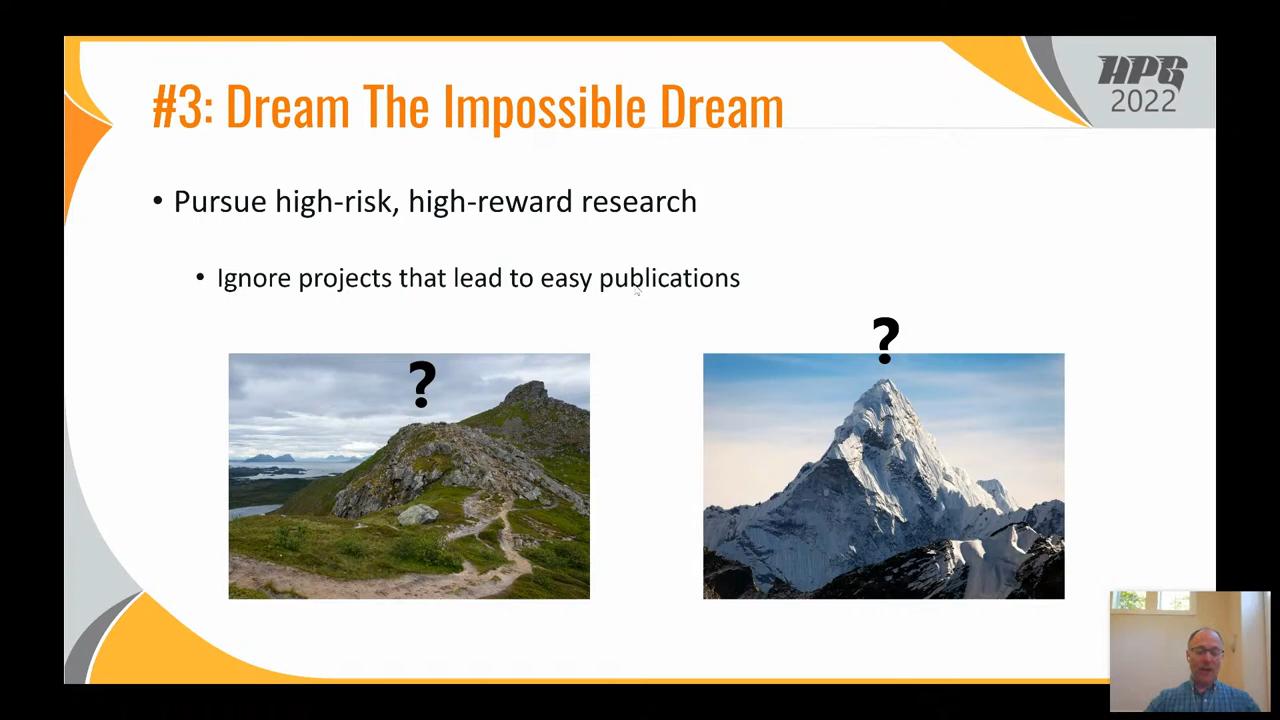 #3: Dream The Impossible Dream
HPG
2022
• Pursue high-risk, high-reward research
• Ignore projects that lead to easy publications
?
?